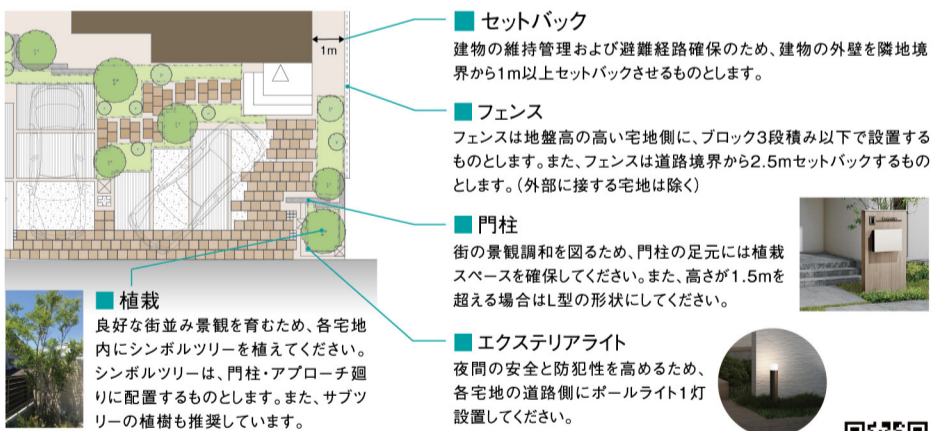 1m
■ セットバック
建物の維持管理および避難経路確保のため、建物の外壁を隣地境
界から1m以上セットバックさせるものとします。
■ フェンス
フェンスは地盤高の高い宅地側に、ブロック3段積み以下で設置する
ものとします。また、フェンスは道路境界から2.5mセットバックするもの
とします。(外部に接する宅地は除く)
■ 門柱
街の景観調和を図るため、門柱の足元には植栽
スペースを確保してください。また、高さが1.5mを
超える場合はL型の形状にしてください。
■ 植栽
良好な街並み景観を育むため、各宅地
内にシンボルツリーを植えてください。
シンボルツリーは、門柱・アプローチ廻
りに配置するものとします。また、サブツ
リーの植樹も推奨しています。
■ エクステリアライト
夜間の安全と防犯性を高めるため、
各宅地の道路側にポールライト1灯
設置してください。